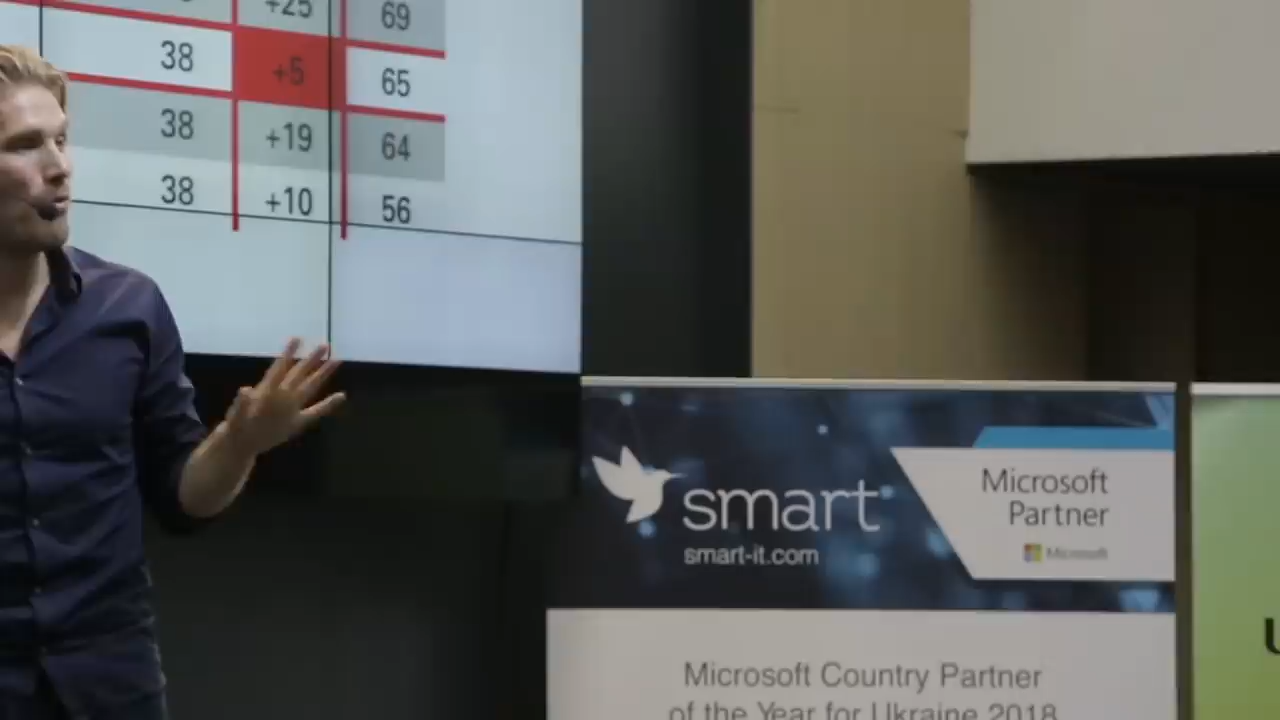 +25 69
38 +5 65
38 +19 64
38 +10 56
smart
smart-it.com
Microsoft
Partner
Microsoft
Microsoft Country Partner
of the Year for Ukraine 2018